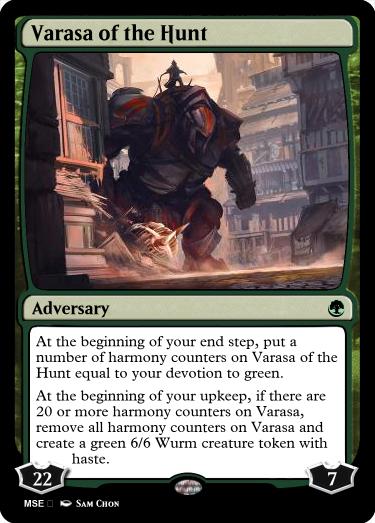 Varasa of the Hunt
Adversary
At the beginning of your end step, put a
number of harmony counters on Varasa of the
Hunt equal to your devotion to green.
At the beginning of your upkeep, if there are
20 or more harmony counters on Varasa,
remove all harmony counters on Varasa and
create a green 6/6 Wurm creature token with
haste.
22
7
MSE
Sam Chon